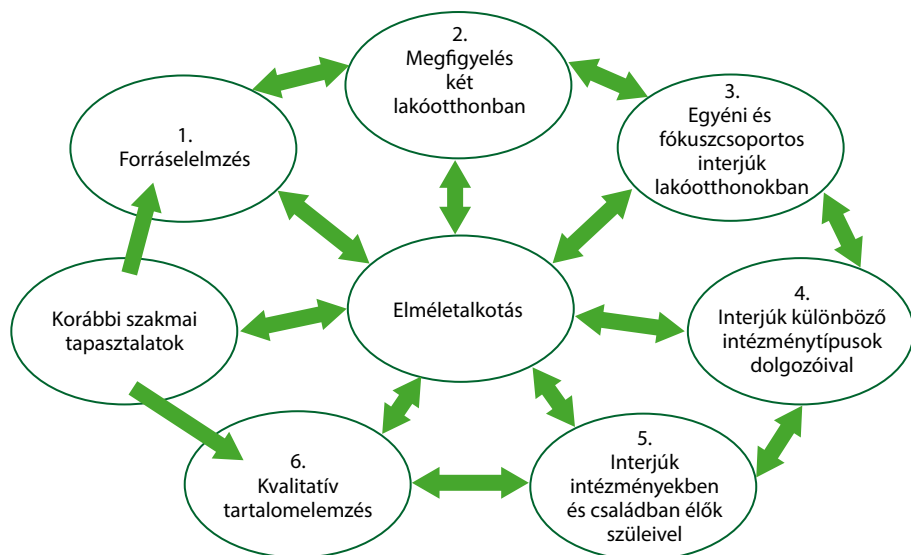 1.
Forráselelmzés
2.
Megfigyelés
két
lakóotthonban
3.
Egyéni és
fókuszcsoportos
interjúk
lakóotthonokban
Korábbi szakmai
tapasztalatok
Elméletalkotás
4.
Interjúk különböző
intézménytípusok
dolgozóival
6.
Kvalitatív
tartalomelemzés
5.
Interjúk
intézményekben
és családban élők
szüleivel